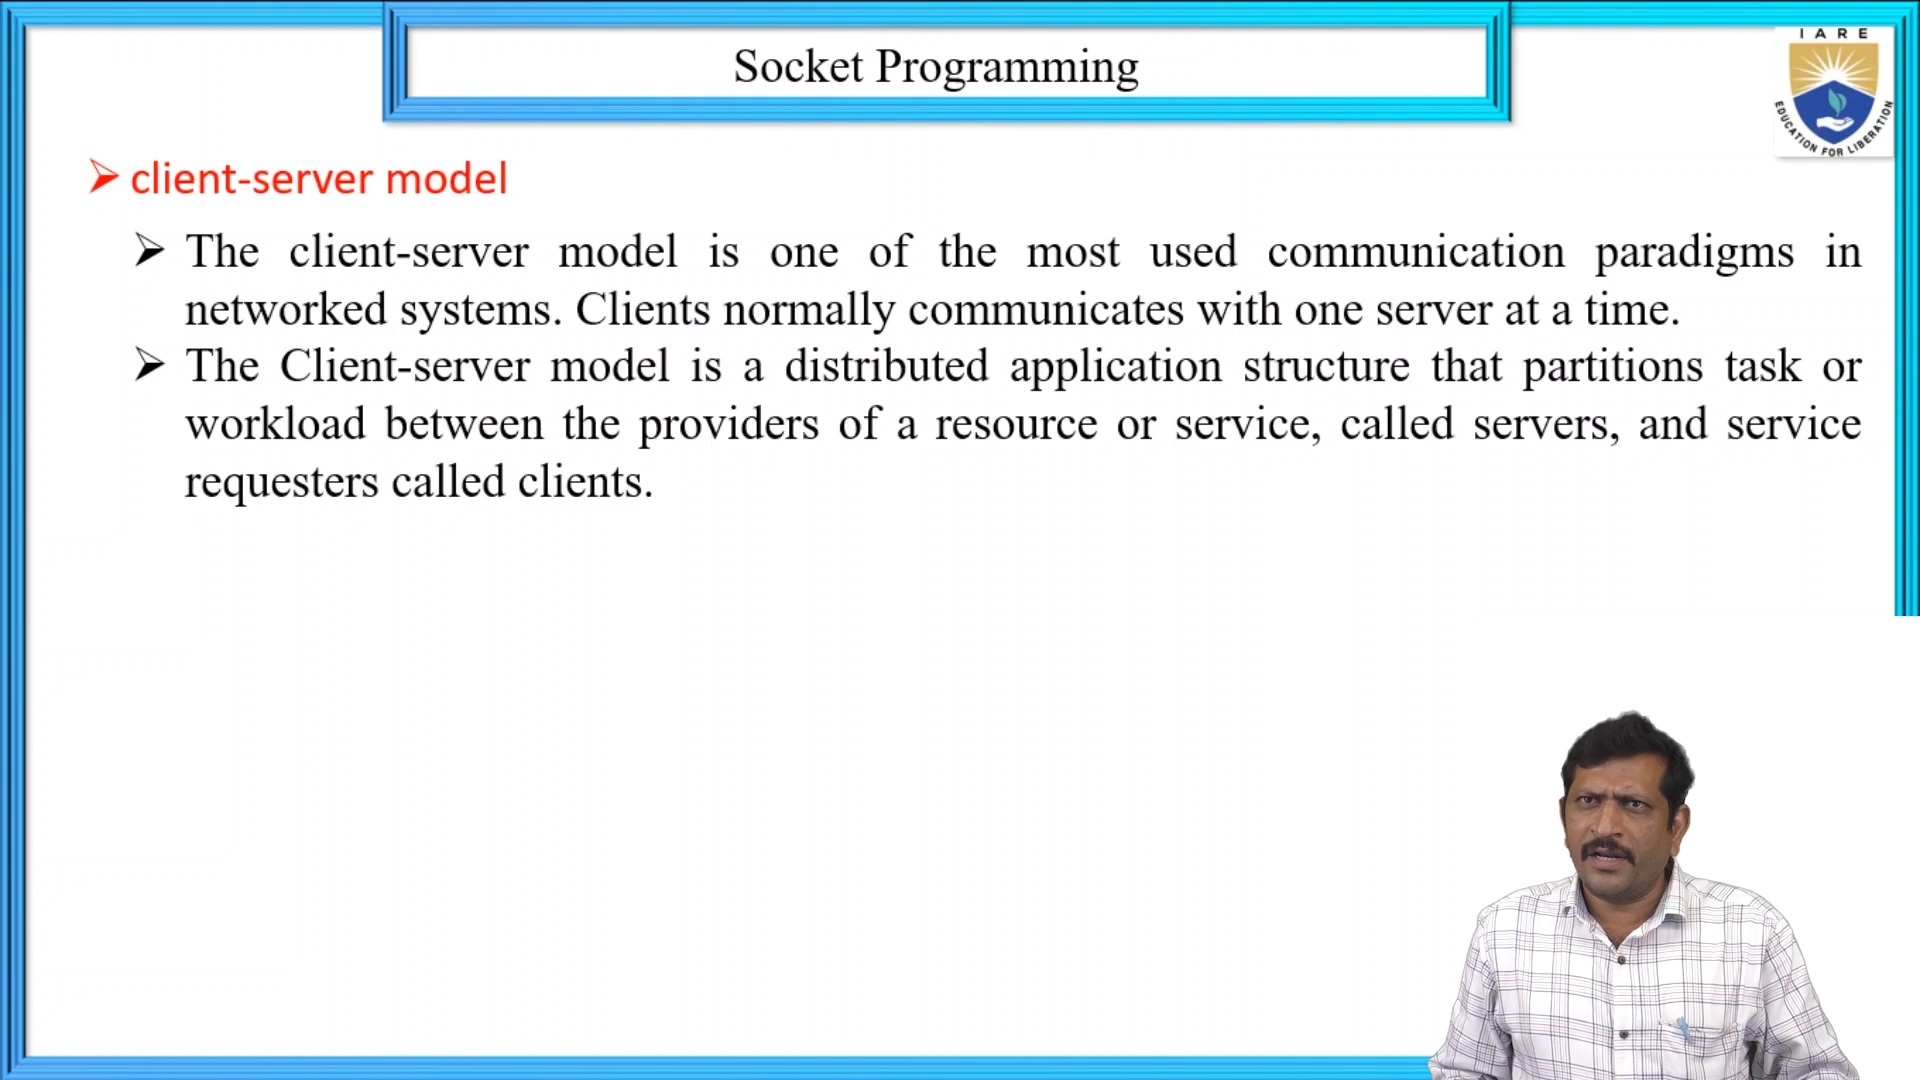 Socket Programming
I A R E
EDUCATION FOR LIBERATION
client-server model
The client-server model is one of the most used communication paradigms in
networked systems. Clients normally communicates with one server at a time.
The Client-server model is a distributed application structure that partitions task or
workload between the providers of a resource or service, called servers, and service
requesters called clients.